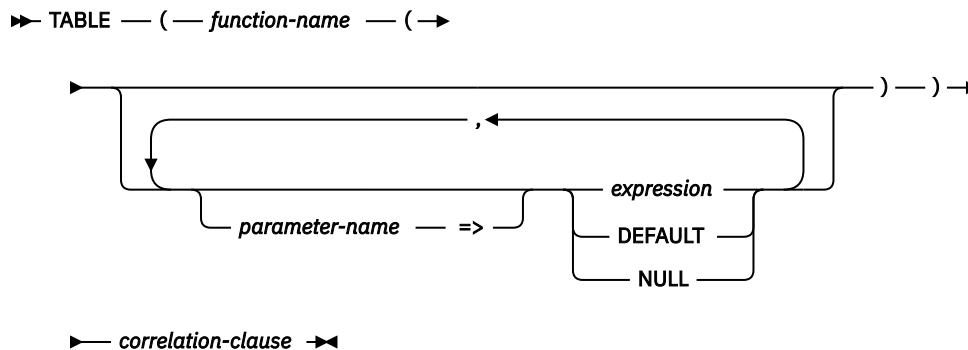 TABLE ( function-name (
) )
,
expression
parameter-name =>
DEFAULT
NULL
correlation-clause